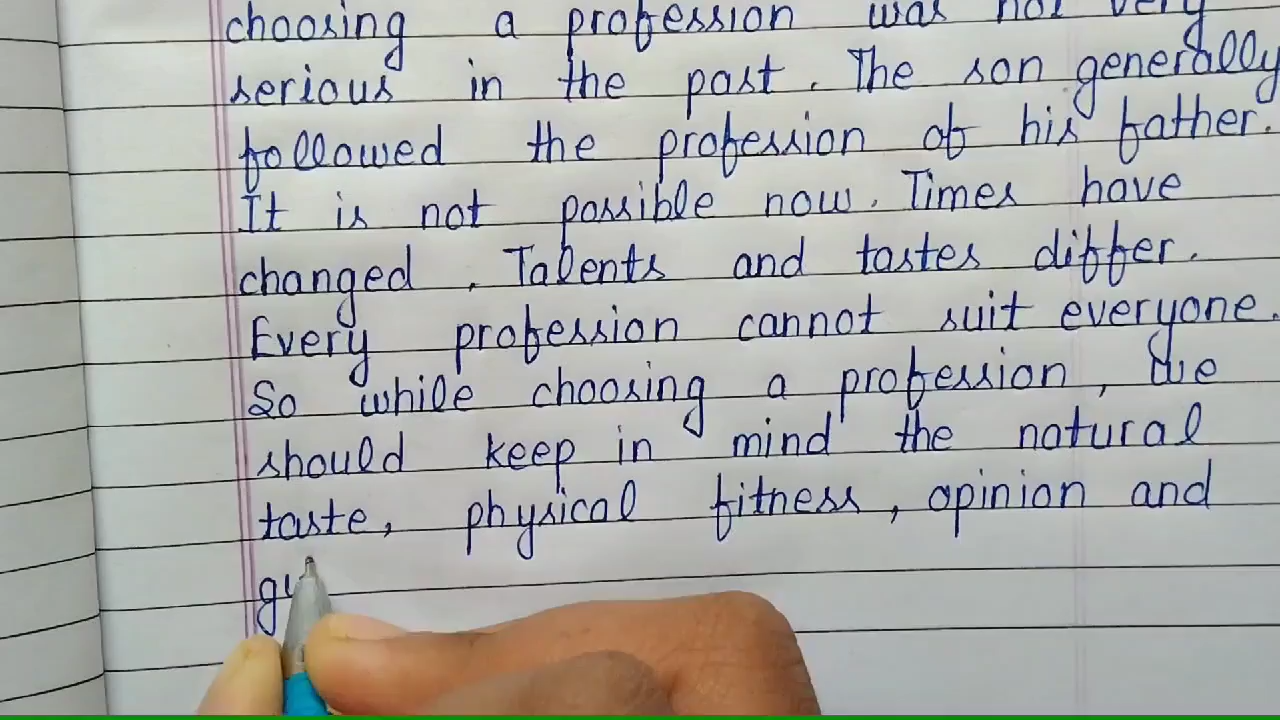 choosing a profession was not very
serious in the past. The son generally
followed the profession of his father.
It is not possible now. Times have
changed. Talents and tastes differ.
Every profession cannot suit everyone.
So while choosing a profession, we
should keep in mind the natural
taste, physical fitness, opinion and